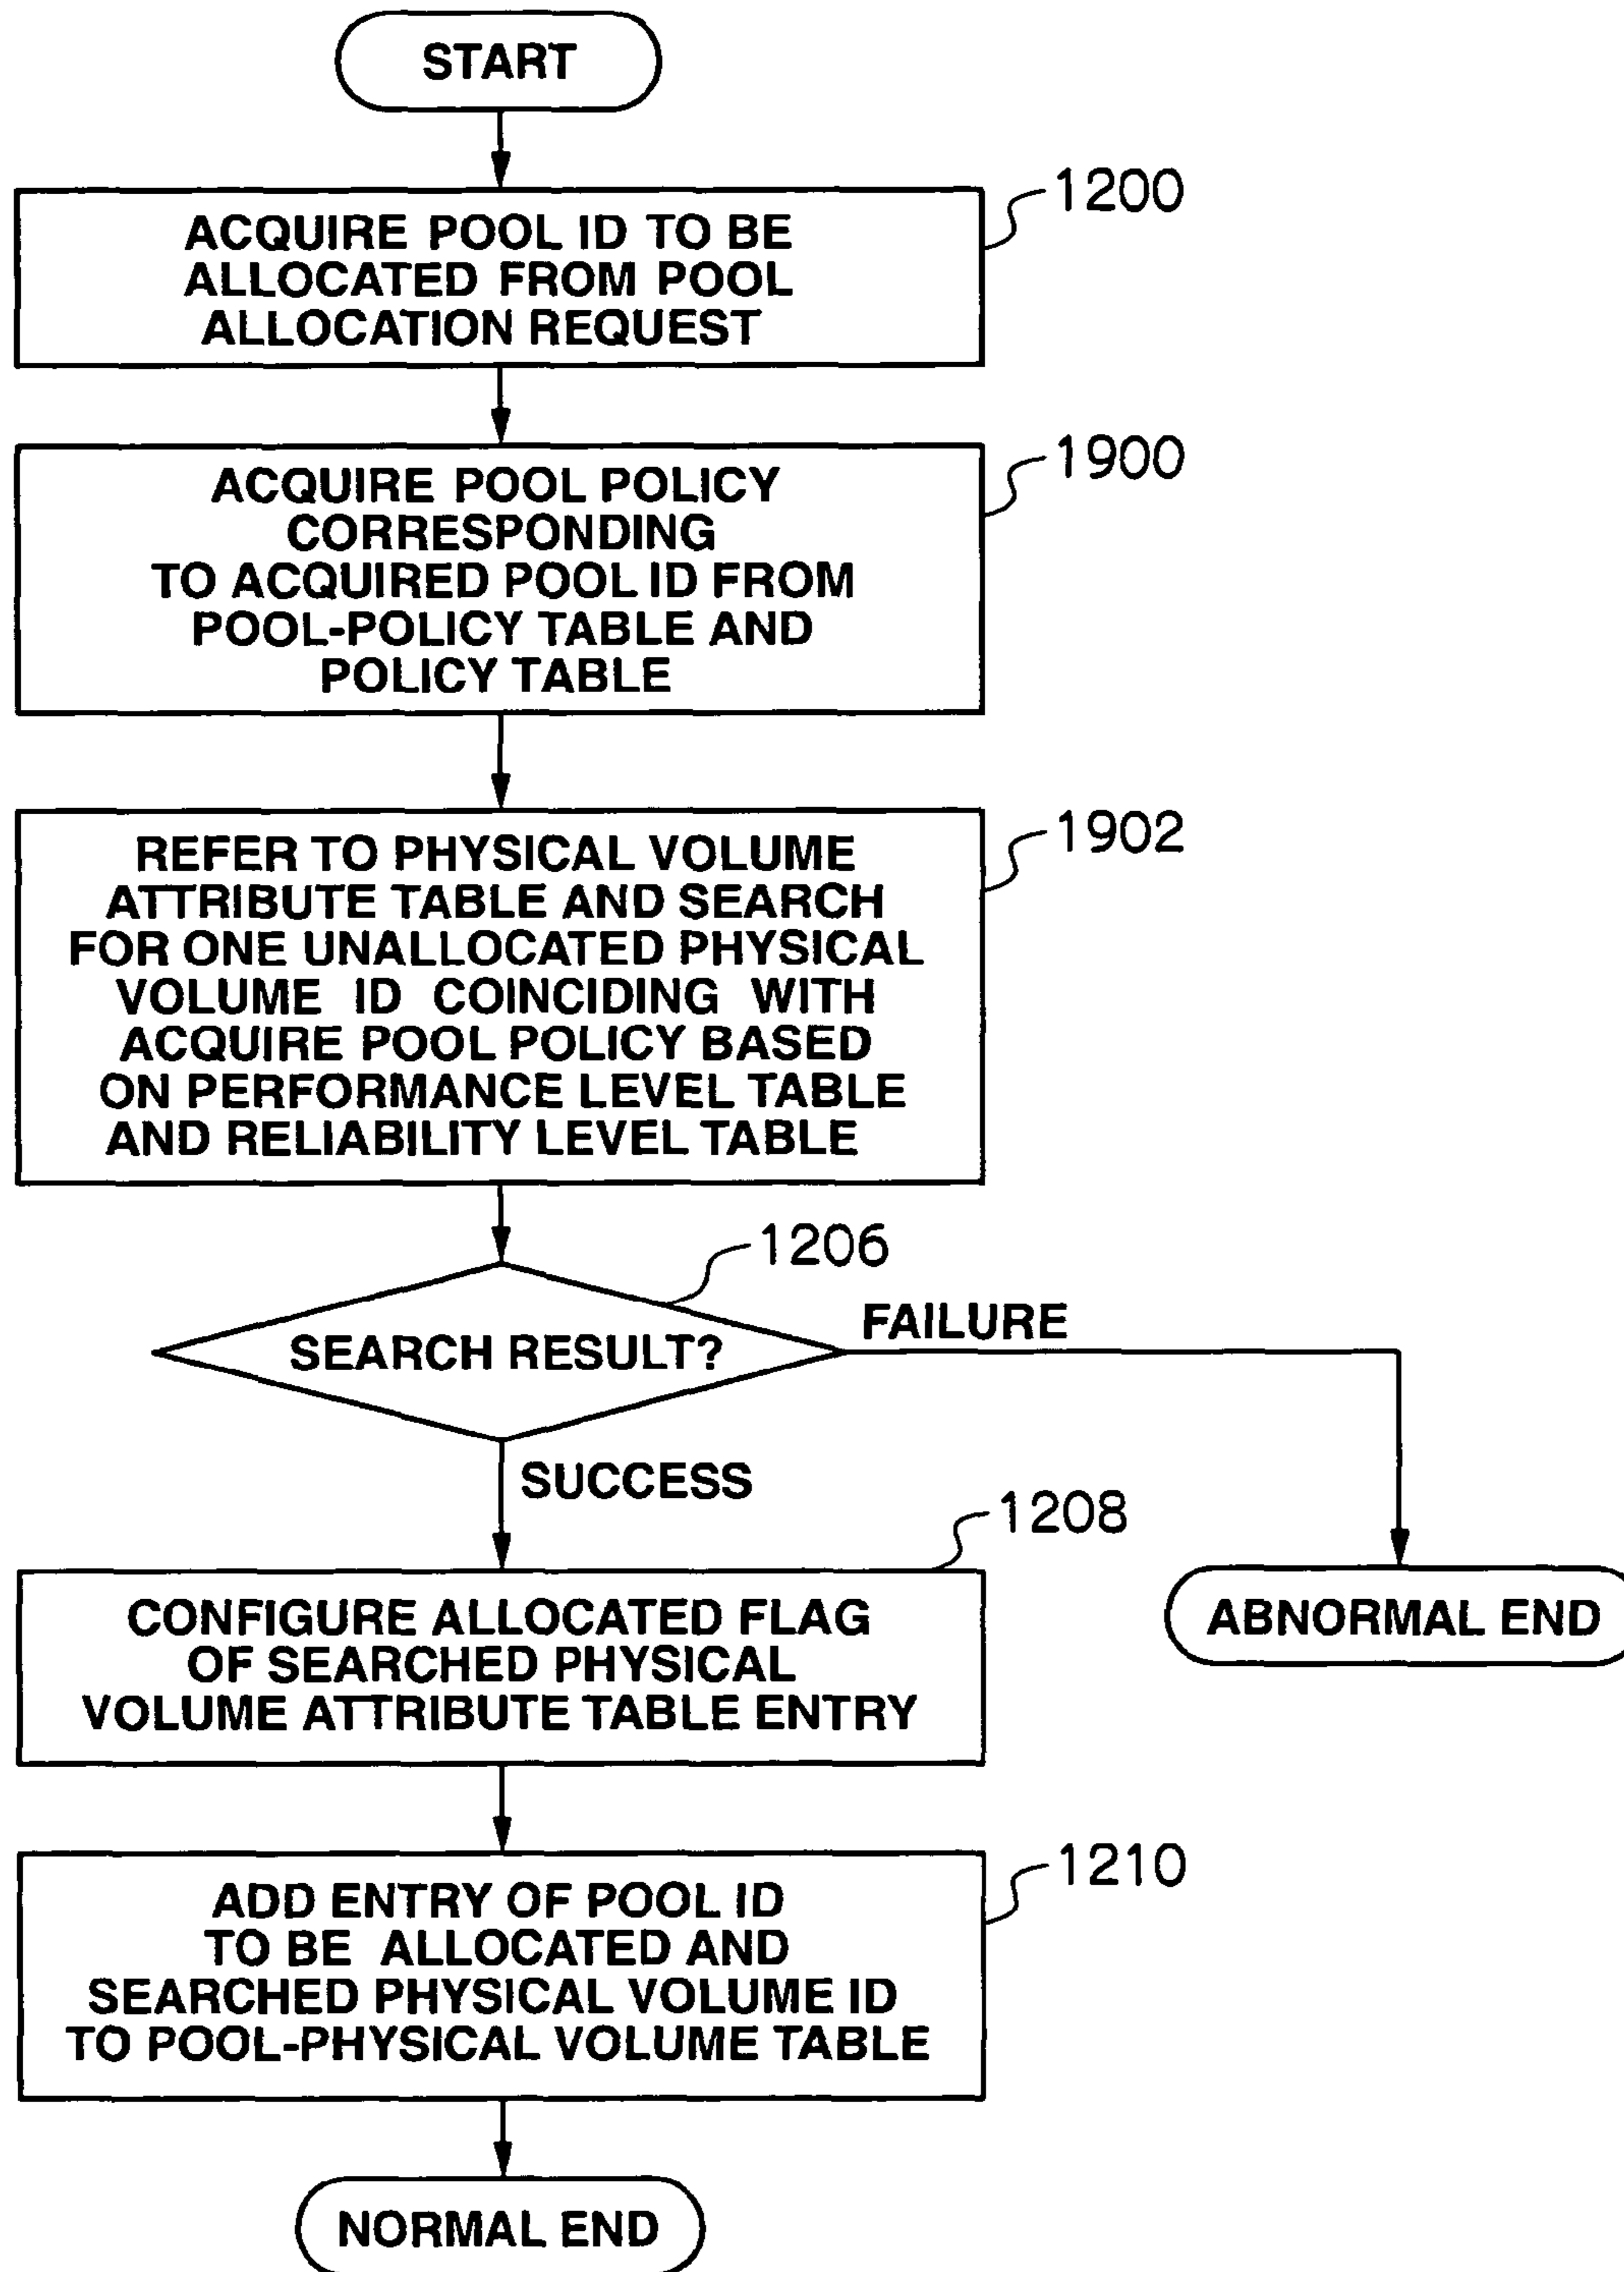 START
1200
ACQUIRE POOL ID TO BE
ALLOCATED FROM POOL
ALLOCATION REQUEST
1900
ACQUIRE POOL POLICY
CORRESPONDING
TO ACQUIRED POOL ID FROM
POOL-POLICY TABLE AND
POLICY TABLE
1902
REFER TO PHYSICAL VOLUME
ATTRIBUTE TABLE AND SEARCH
FOR ONE UNALLOCATED PHYSICAL
VOLUME ID COINCIDING WITH
ACQUIRE POOL POLICY BASED
ON PERFORMANCE LEVEL TABLE
AND RELIABILITY LEVEL TABLE
1206
SEARCH RESULT?
FAILURE
SUCCESS
1208
CONFIGURE ALLOCATED FLAG
OF SEARCHED PHYSICAL
VOLUME ATTRIBUTE TABLE ENTRY
ABNORMAL END
1210
ADD ENTRY OF POOL ID
TO BE ALLOCATED AND
SEARCHED PHYSICAL VOLUME ID
TO POOL-PHYSICAL VOLUME TABLE
NORMAL END